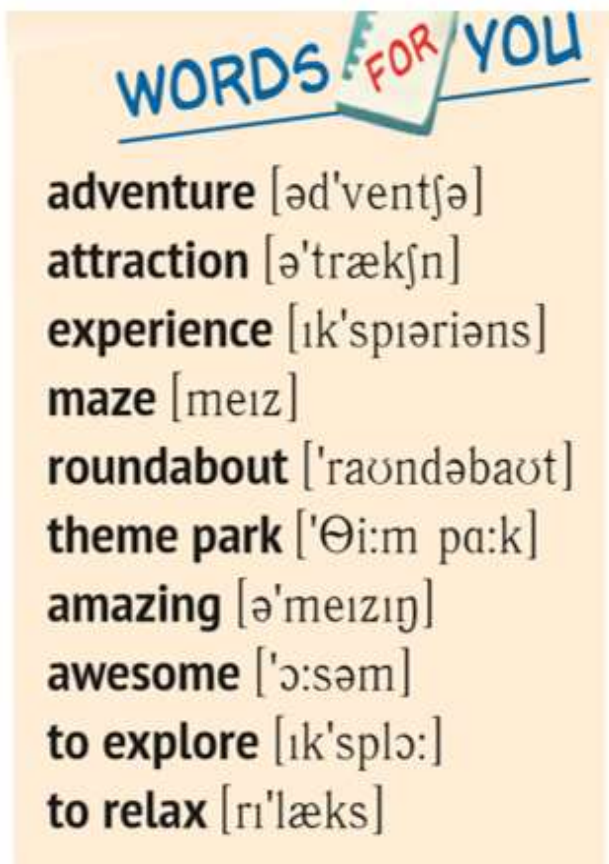 WORDS FOR YOU
adventure [əd'ventʃə]
attraction [ə'trækʃn]
experience [ɪk'spɪəriəns]
maze [meɪz]
roundabout ['raʊndəbaʊt]
theme park ['Өi:m pɑ:k]
amazing [ə'meɪzɪŋ]
awesome ['ɔ:səm]
to explore [ɪk'splɔ:]
to relax [rɪ'læks]